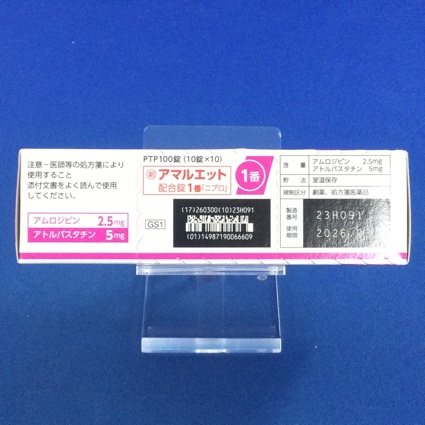 注意－医師等の処方箋により
使用すること
添付文書をよく読んで使用
してください。
アムロジピン 2.5mg
アトルバスタチン 5mg
PTP100錠 (10錠×10)
劇 アマルエット
配合錠1番「ニプロ」
1番
GS1
(17)260300(10)23H091
(01)14987190066609
含量 アムロジピン 2.5mg
アトルバスタチン 5mg
貯法 室温保存
規制区分 劇薬、処方箋医薬品
製造番号 23H091
使用期限 2026.